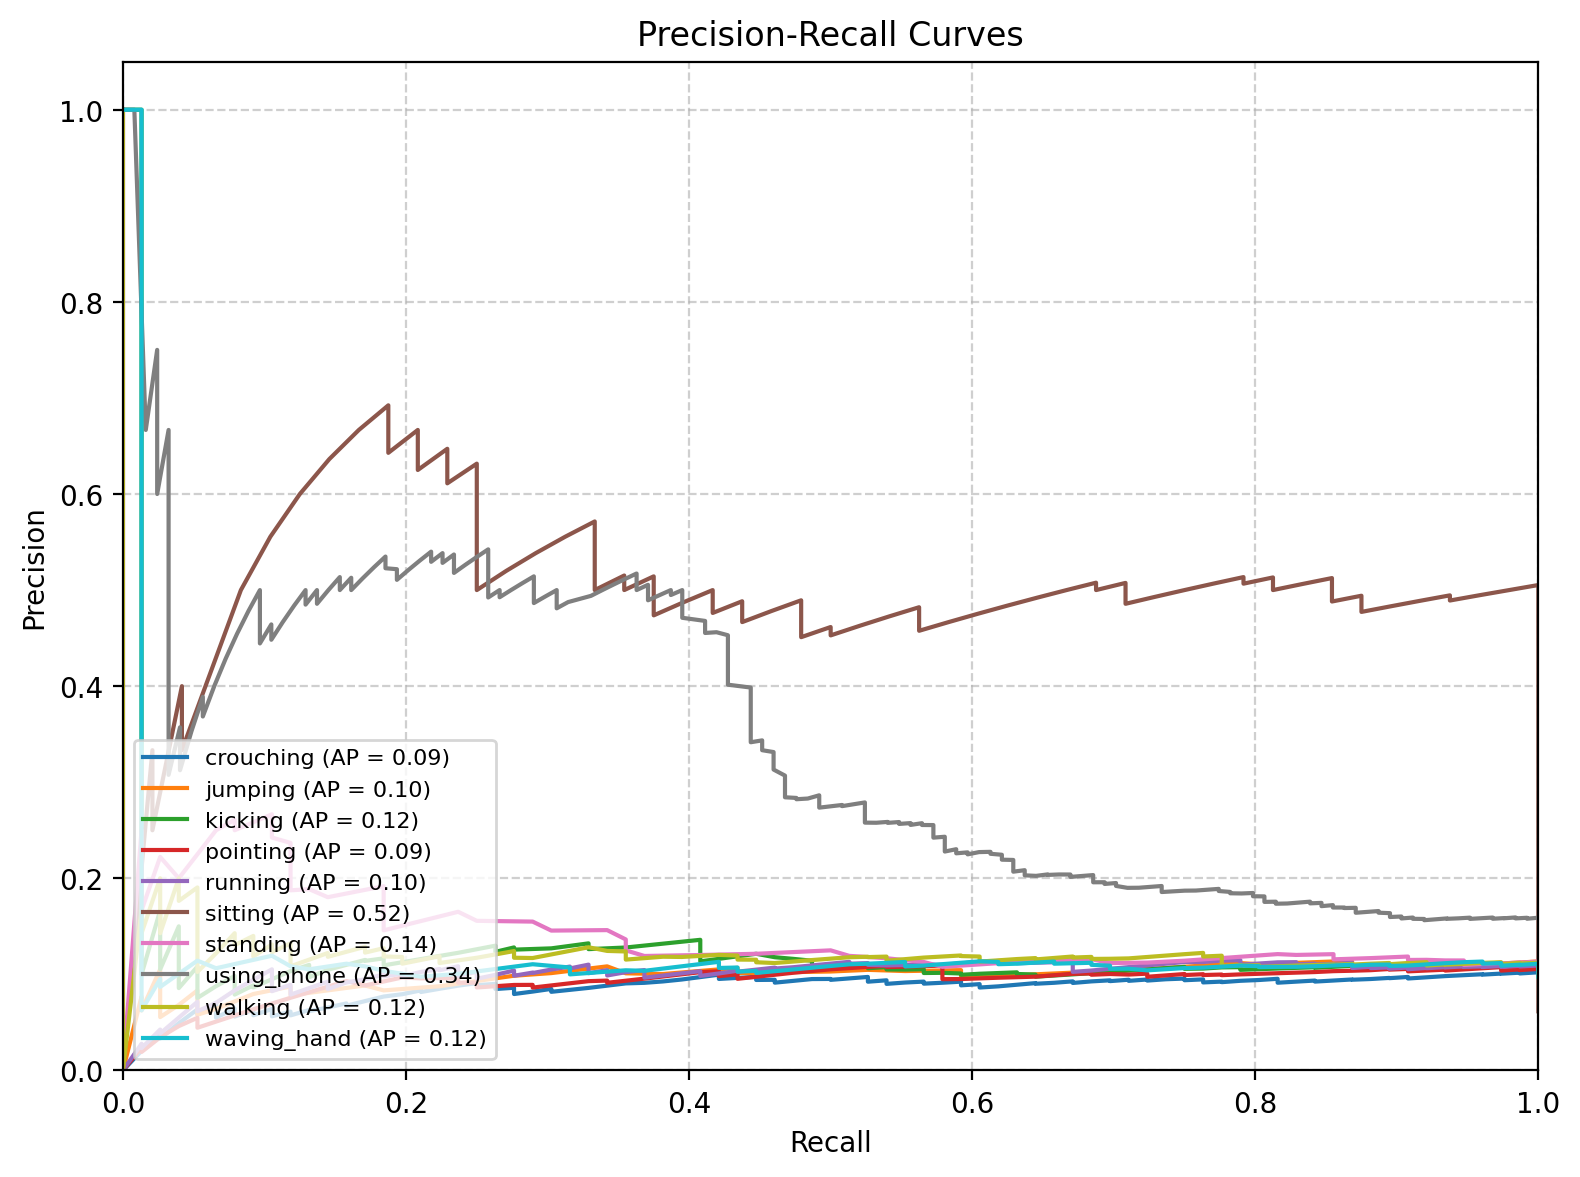 Precision-Recall Curves
1.0
0.8
0.6
0.4
0.2
0.0
Precision
crouching (AP = 0.09)
jumping (AP = 0.10)
kicking (AP = 0.12)
pointing (AP = 0.09)
running (AP = 0.10)
sitting (AP = 0.52)
standing (AP = 0.14)
using_phone (AP = 0.34)
walking (AP = 0.12)
waving_hand (AP = 0.12)
0.0 0.2 0.4 0.6 0.8 1.0
Recall